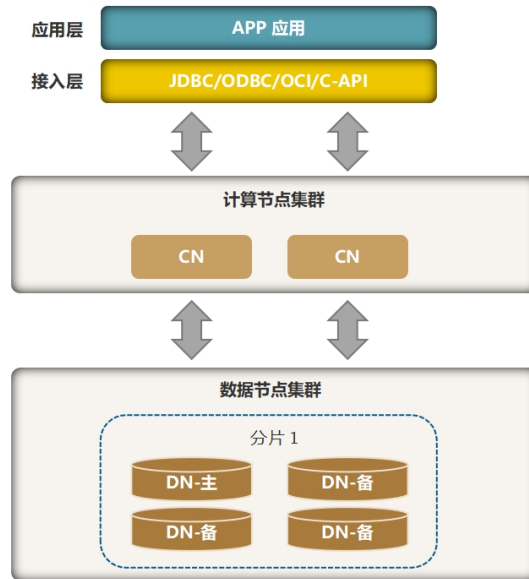 应用层
APP 应用
接入层
JDBC/ODBC/OCI/C-API
计算节点集群
CN
CN
数据节点集群
分片 1
DN-主
DN-备
DN-备
DN-备